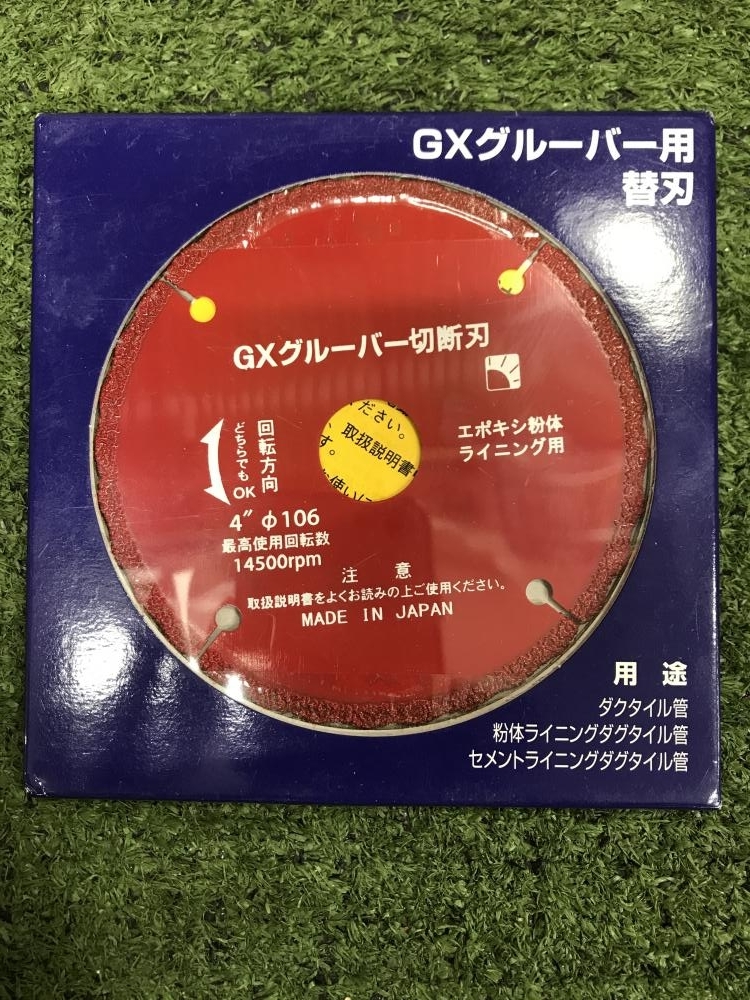 GXグルーバー用
替刃
GXグルーバー切断刃
回転方向
どちらでもOK
ださい。
取扱説明書
す。
エポキシ粉体
ライニング用
4" φ106
最高使用回転数
14500rpm
注 意
取扱説明書をよくお読みの上ご使用ください。
MADE IN JAPAN
用 途
ダクタイル管
粉体ライニングダグタイル管
セメントライニングダグタイル管